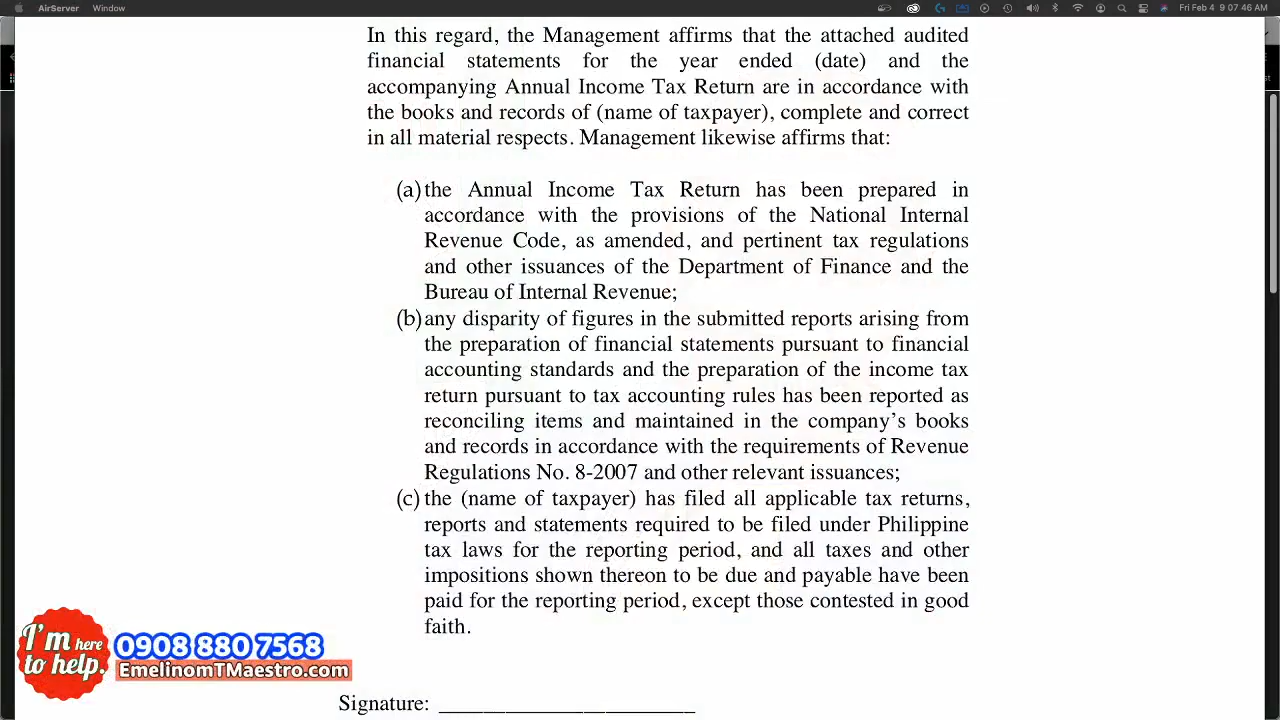 AirServer Window Fri Feb 4 9:07:46 AM
In this regard, the Management affirms that the attached audited
financial statements for the year ended (date) and the
accompanying Annual Income Tax Return are in accordance with
the books and records of (name of taxpayer), complete and correct
in all material respects. Management likewise affirms that:
(a) the Annual Income Tax Return has been prepared in
accordance with the provisions of the National Internal
Revenue Code, as amended, and pertinent tax regulations
and other issuances of the Department of Finance and the
Bureau of Internal Revenue;
(b) any disparity of figures in the submitted reports arising from
the preparation of financial statements pursuant to financial
accounting standards and the preparation of the income tax
return pursuant to tax accounting rules has been reported as
reconciling items and maintained in the company's books
and records in accordance with the requirements of Revenue
Regulations No. 8-2007 and other relevant issuances;
(c) the (name of taxpayer) has filed all applicable tax returns,
reports and statements required to be filed under Philippine
tax laws for the reporting period, and all taxes and other
impositions shown thereon to be due and payable have been
paid for the reporting period, except those contested in good
faith.
I'm here
to help.
0908 880 7568
EmelinomTMaestro.com
Signature: _______________________